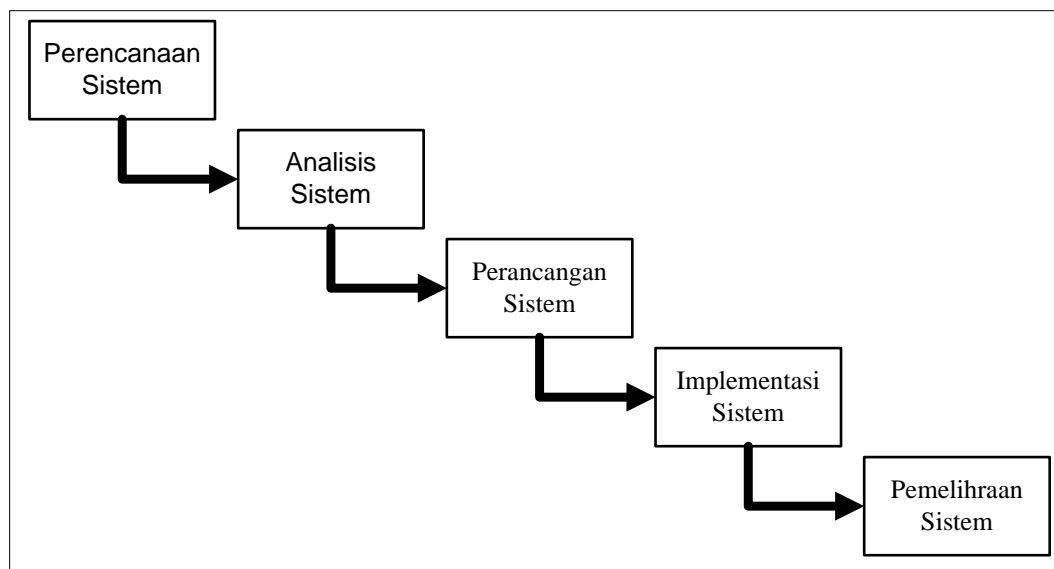 Perencanaan
Sistem
Analisis
Sistem
Perancangan
Sistem
Implementasi
Sistem
Pemelihraan
Sistem